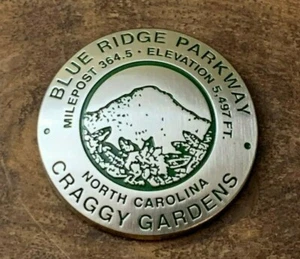 BLUE RIDGE PARKWAY
MILEPOST 364.5 • ELEVATION 5,497 FT.
NORTH CAROLINA
CRAGGY GARDENS